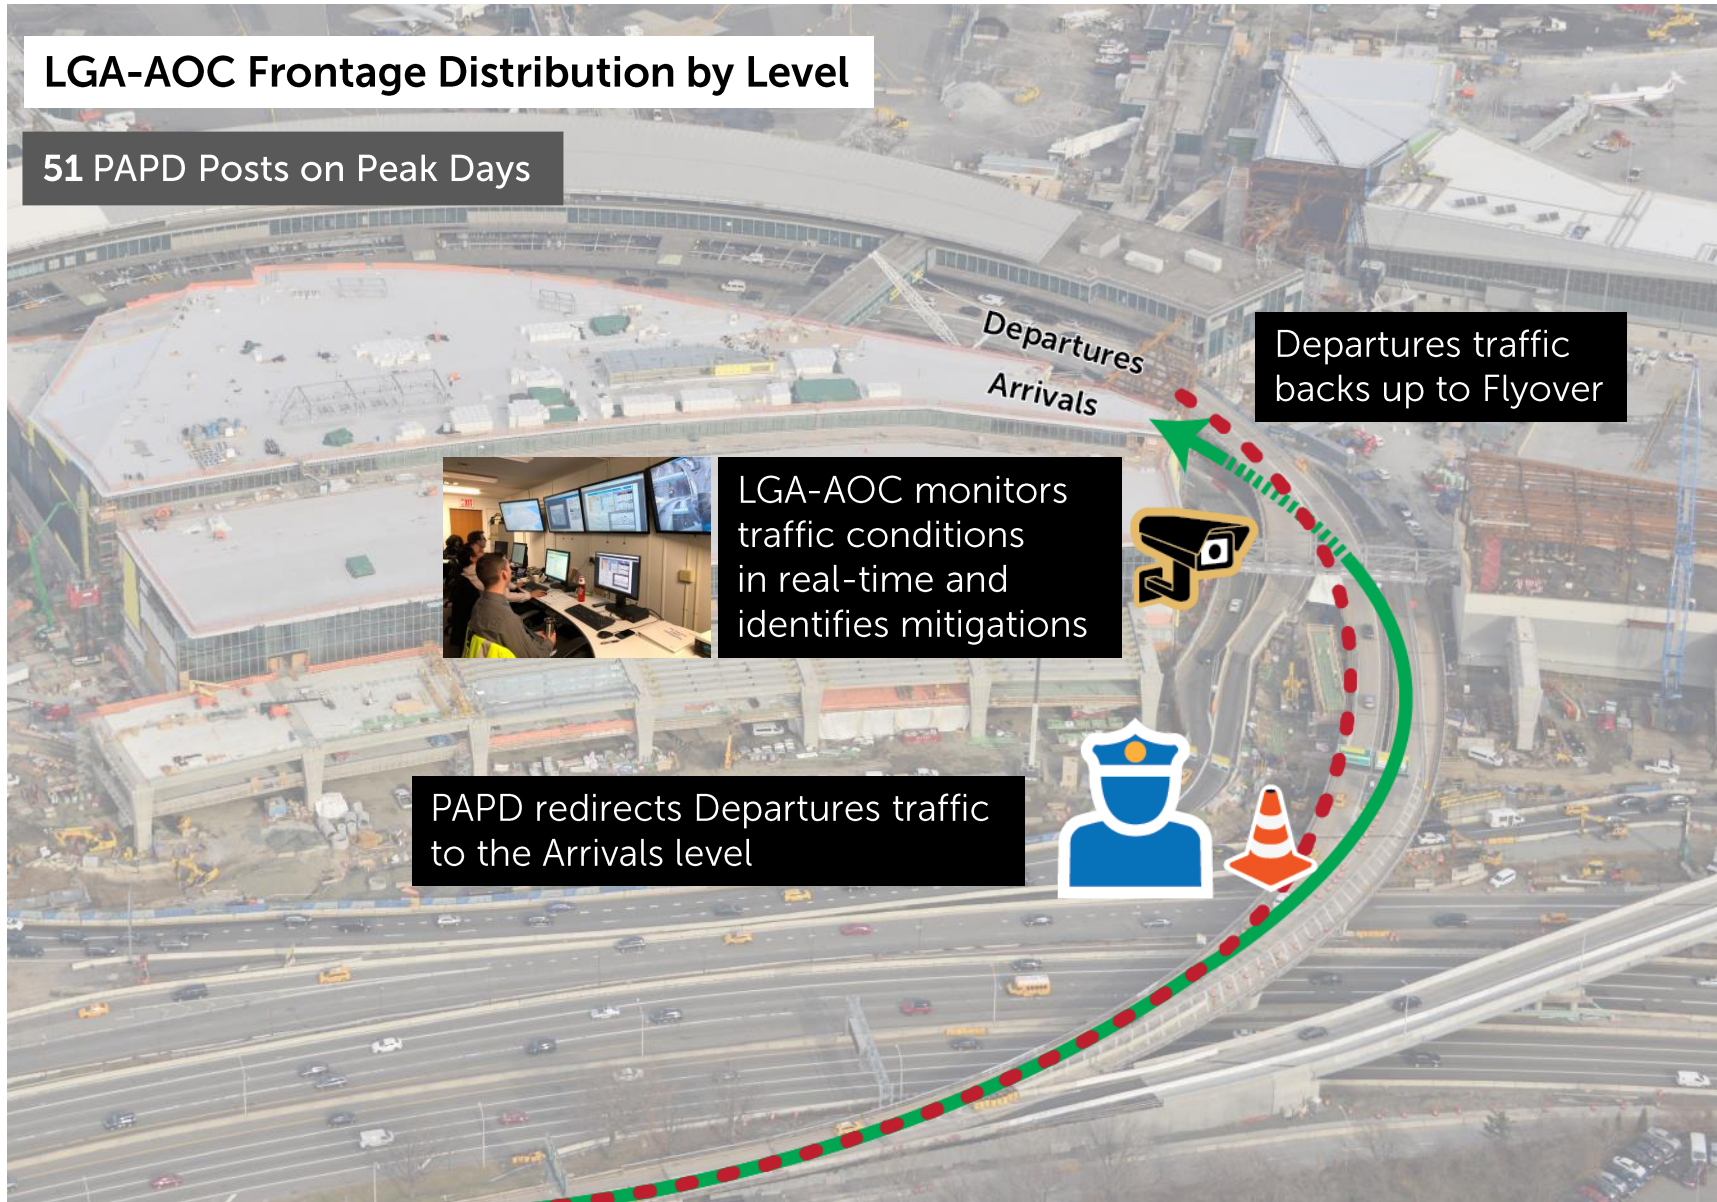 LGA-AOC Frontage Distribution by Level
51 PAPD Posts on Peak Days
Departures
Arrivals
Departures traffic
backs up to Flyover
LGA-AOC monitors
traffic conditions
in real-time and
identifies mitigations
PAPD redirects Departures traffic
to the Arrivals level